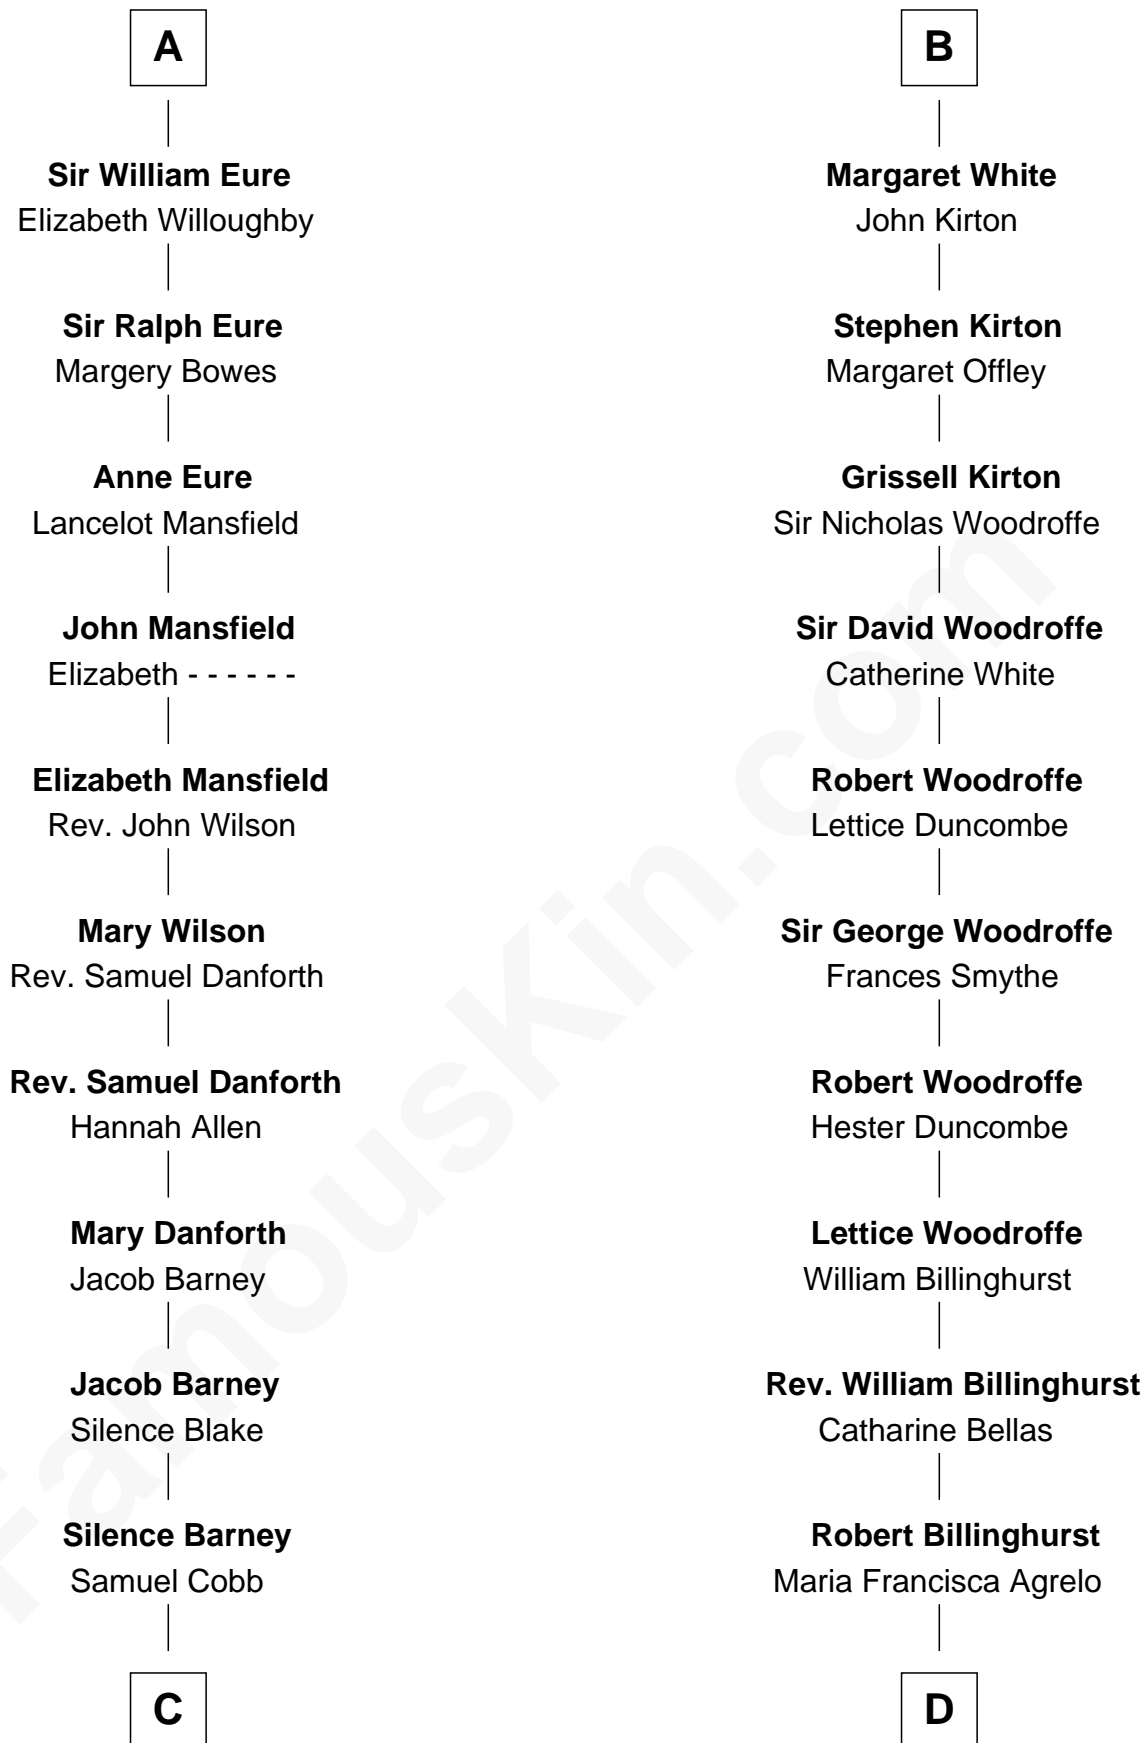 A
Sir William Eure
Elizabeth Willoughby
Sir Ralph Eure
Margery Bowes
Anne Eure
Lancelot Mansfield
John Mansfield
Elizabeth - - - - - -
Elizabeth Mansfield
Rev. John Wilson
Mary Wilson
Rev. Samuel Danforth
Rev. Samuel Danforth
Hannah Allen
Mary Danforth
Jacob Barney
Jacob Barney
Silence Blake
Silence Barney
Samuel Cobb
C
B
Margaret White
John Kirton
Stephen Kirton
Margaret Offley
Grissell Kirton
Sir Nicholas Woodroffe
Sir David Woodroffe
Catherine White
Robert Woodroffe
Lettice Duncombe
Sir George Woodroffe
Frances Smythe
Robert Woodroffe
Hester Duncombe
Lettice Woodroffe
William Billinghurst
Rev. William Billinghurst
Catharine Bellas
Robert Billinghurst
Maria Francisca Agrelo
D
FamousKin.com